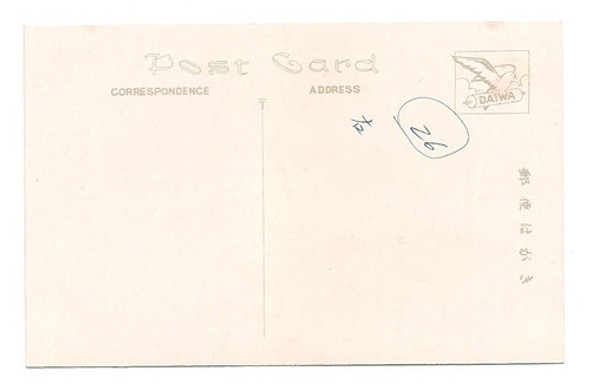 Post Card
CORRESPONDENCE
ADDRESS
DAIWA
26
郵便はがき